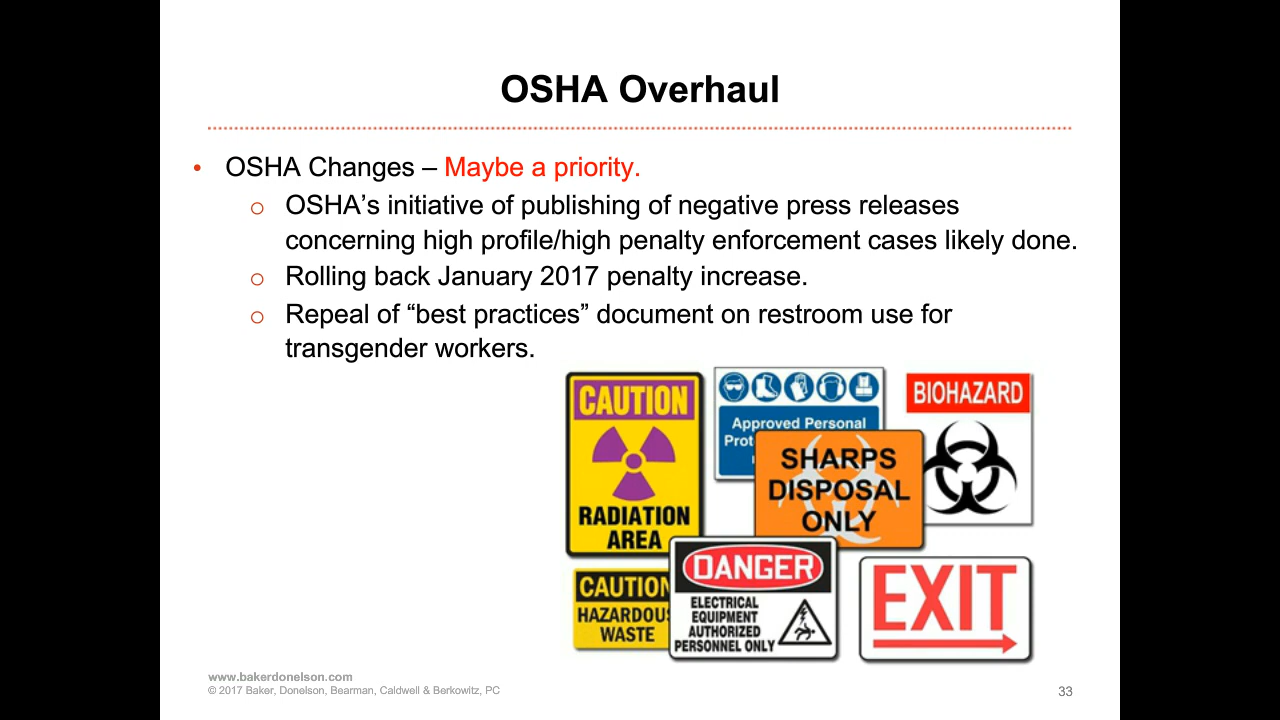 OSHA Overhaul
• OSHA Changes – Maybe a priority.
o OSHA’s initiative of publishing of negative press releases
concerning high profile/high penalty enforcement cases likely done.
o Rolling back January 2017 penalty increase.
o Repeal of “best practices” document on restroom use for
transgender workers.
CAUTION
RADIATION
AREA
Approved Personal
SHARPS
DISPOSAL
ONLY
BIOHAZARD
CAUTION
HAZARDOUS
WASTE
DANGER
ELECTRICAL
EQUIPMENT
AUTHORIZED
PERSONNEL ONLY
EXIT
www.bakerdonelson.com
© 2017 Baker, Donelson, Bearman, Caldwell & Berkowitz, PC
33